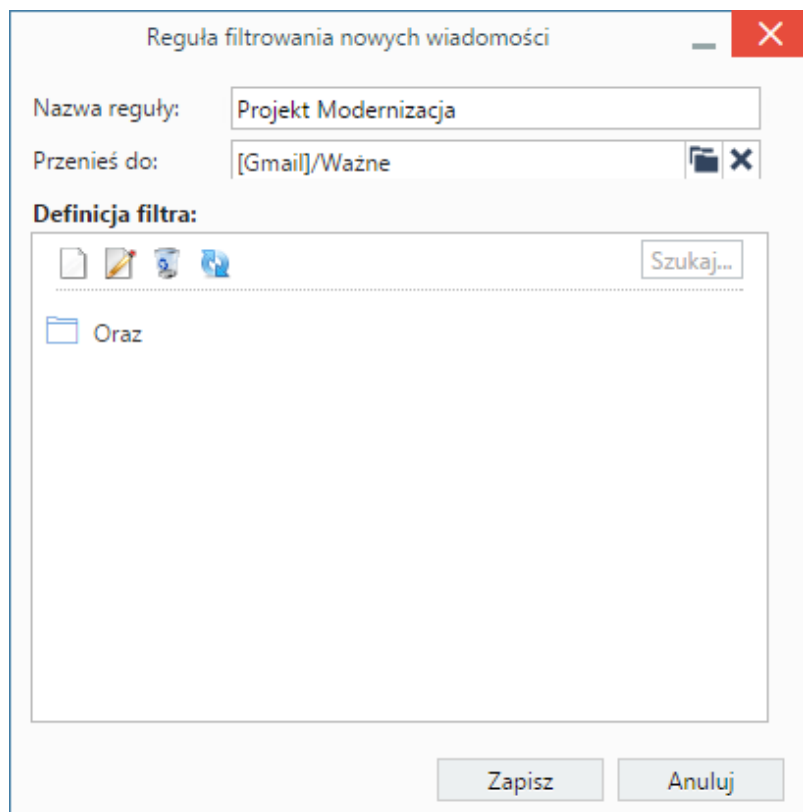 Reguła filtrowania nowych wiadomości
Nazwa reguły: Projekt Modernizacja
Przenieś do: [Gmail]/Ważne
Definicja filtra:
Szukaj...
Oraz
Zapisz Anuluj